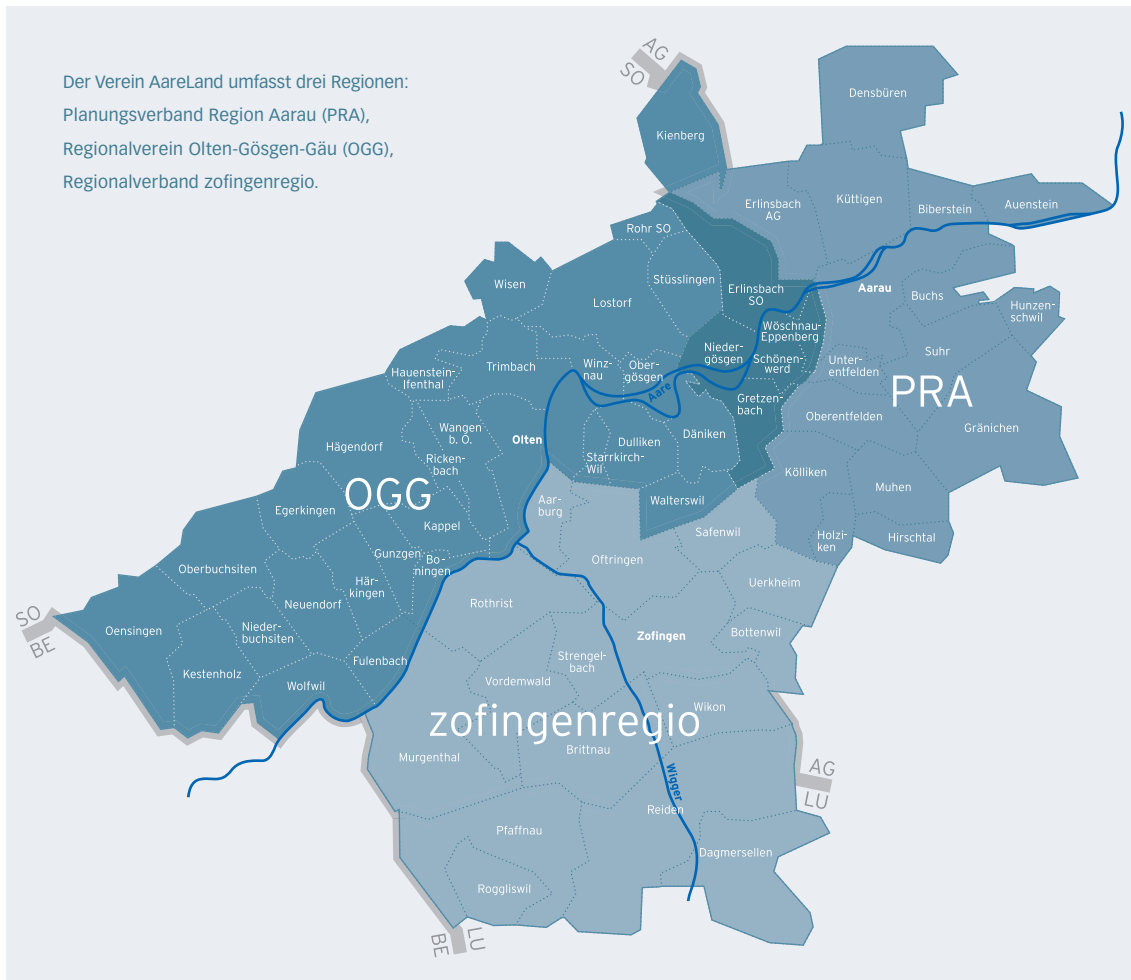 Der Verein AareLand umfasst drei Regionen:
Planungsverband Region Aarau (PRA),
Regionalverein Olten-Gösgen-Gäu (OGG),
Regionalverband zofingenregio.
AG
SO
Kienberg
Densbüren
Erlinsbach
AG
Küttigen
Biberstein
Auenstein
Rohr SO
Stüsslingen
Wisen
Lostorf
Erlinsbach
SO
Aarau
Buchs
Hunzen-
schwil
Wöschnau-
Eppenberg
Nieder-
gösgen
Schönen-
werd
Suhr
Unter-
entfelden
PRA
Hauenstein-
Ifenthal
Trimbach
Winz-
nau
Ober-
gösgen
Aare
Gretzen-
bach
Oberentfelden
Gränichen
Hägendorf
Wangen
b. O.
Olten
Dulliken
Däniken
Ricken-
bach
Starrkirch-
Wil
Kölliken
Muhen
OGG
Egerkingen
Kappel
Aar-
burg
Walterswil
Safenwil
Holzi-
ken
Hirschtal
Gunzgen
Bo-
ningen
Oftringen
Oberbuchsiten
Här-
kingen
Uerkheim
Neuendorf
Rothrist
SO
BE
Oensingen
Nieder-
buchsiten
Zofingen
Bottenwil
Kestenholz
Fulenbach
Strengel-
bach
Wolfwil
Vordemwald
Wikon
zofingenregio
Murgenthal
Brittnau
Wigger
AG
LU
Reiden
Pfaffnau
Dagmersellen
Roggliswil
BE
LU